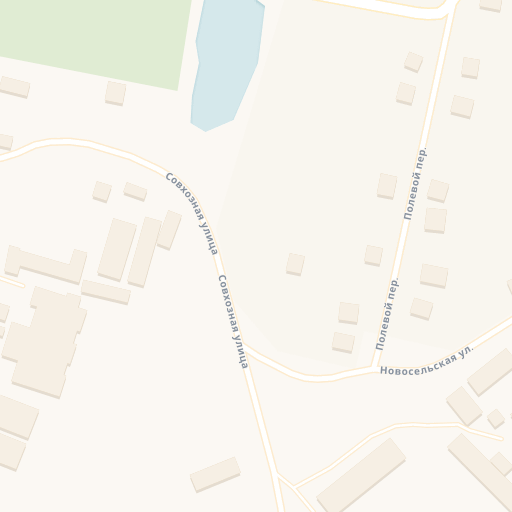 Совхозная улица
Полевой пер.
Совхозная улица
Полевой пер.
Новосельская ул.